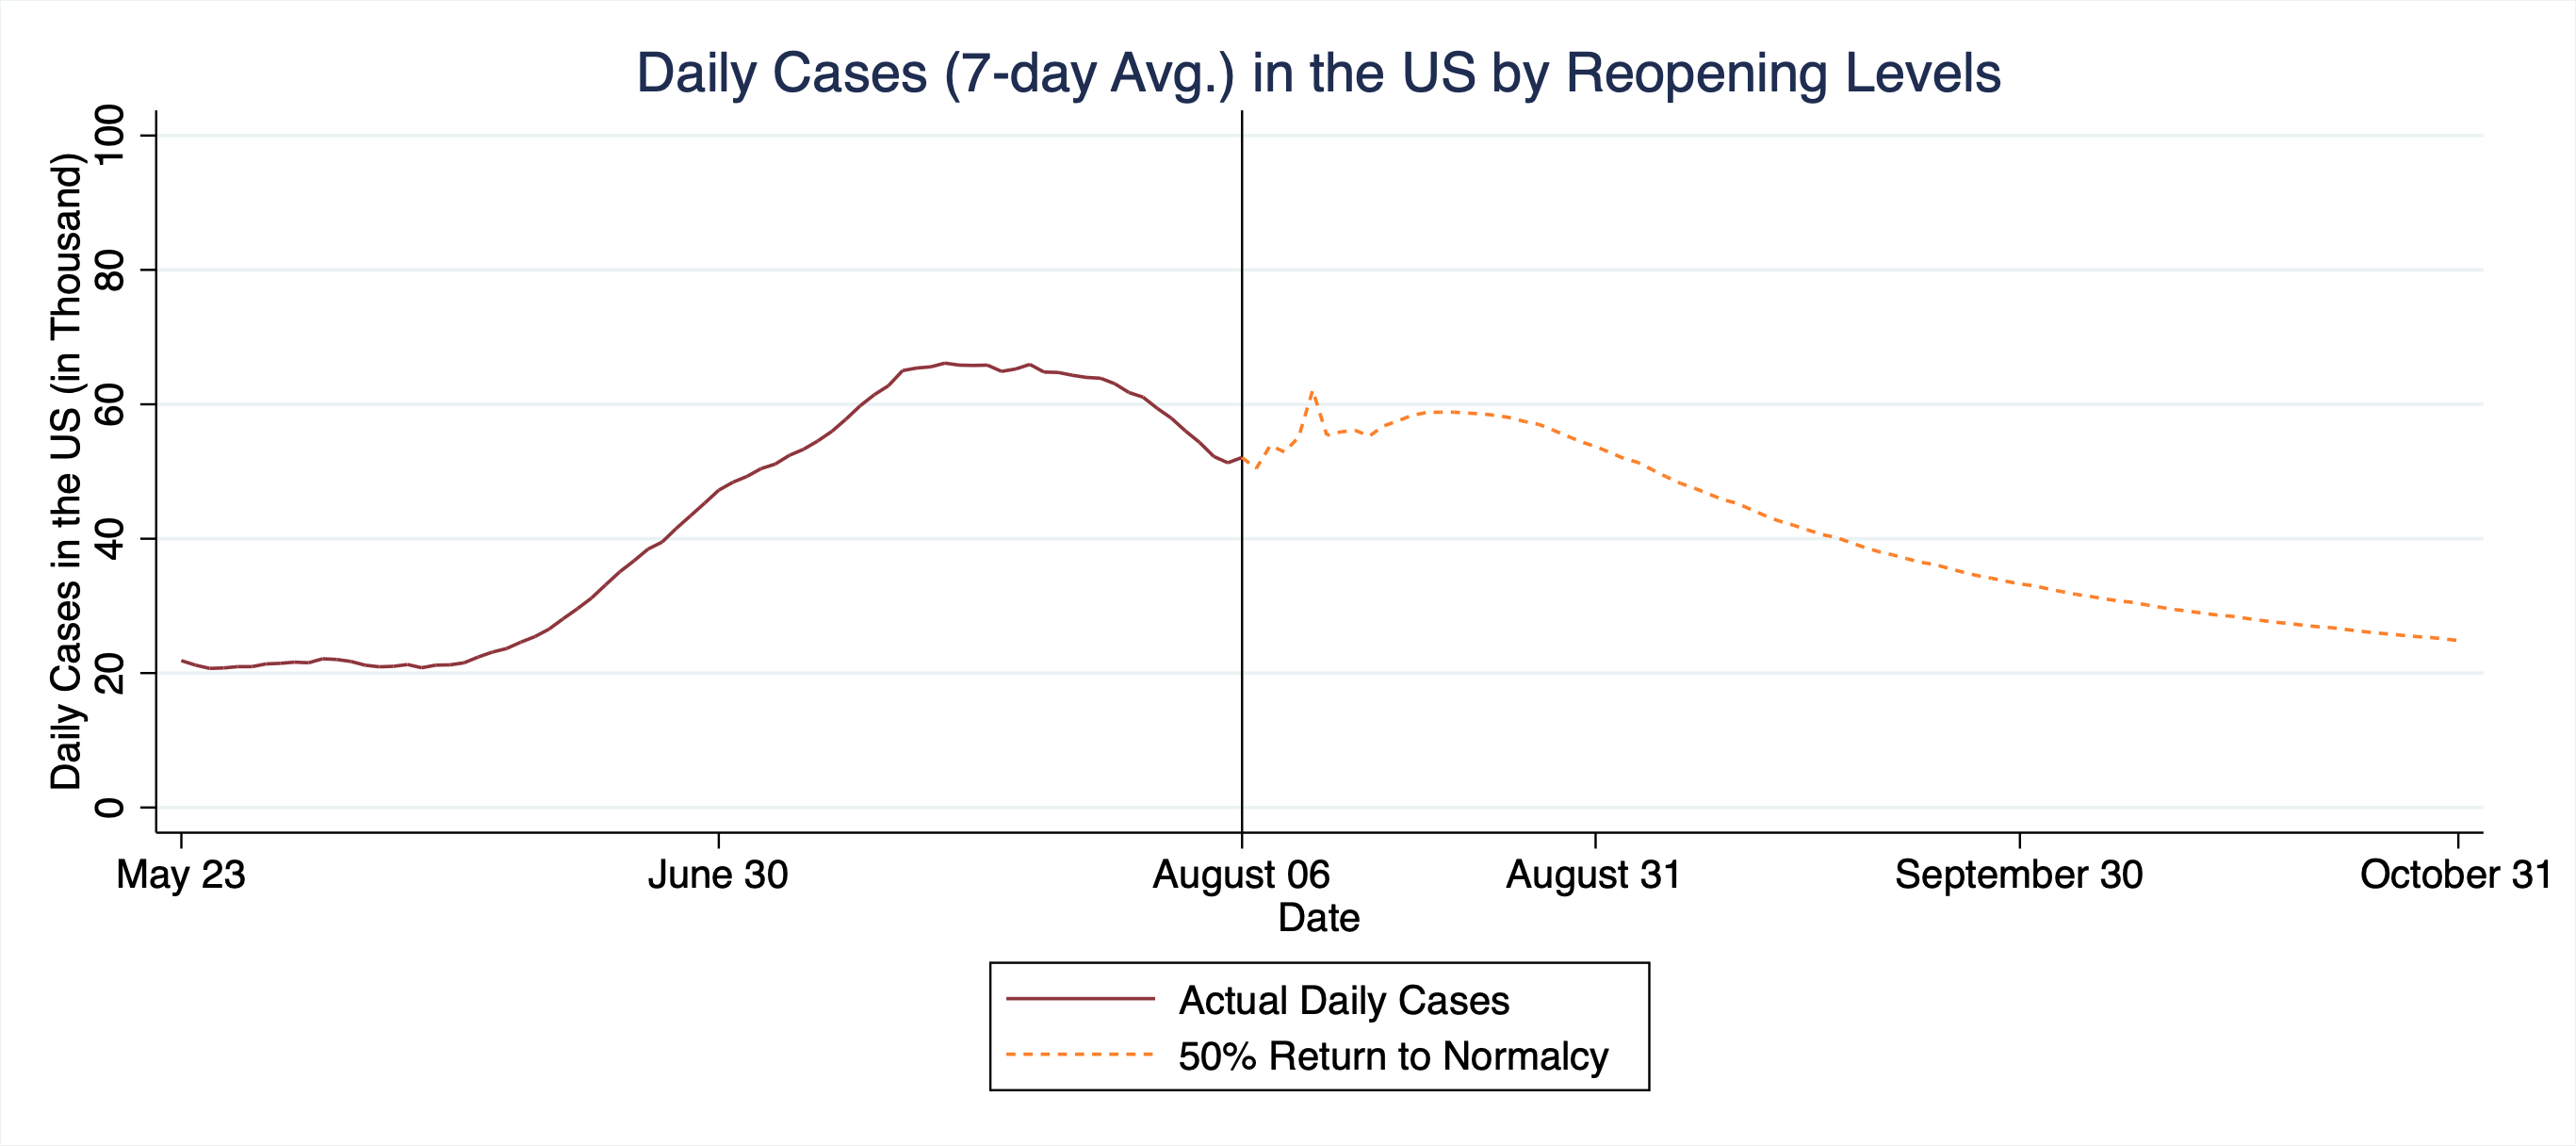 Daily Cases (7-day Avg.) in the US by Reopening Levels
Daily Cases in the US (in Thousand)
100
80
60
40
20
0
May 23
June 30
August 06
August 31
September 30
October 31
Date
Actual Daily Cases
50% Return to Normalcy